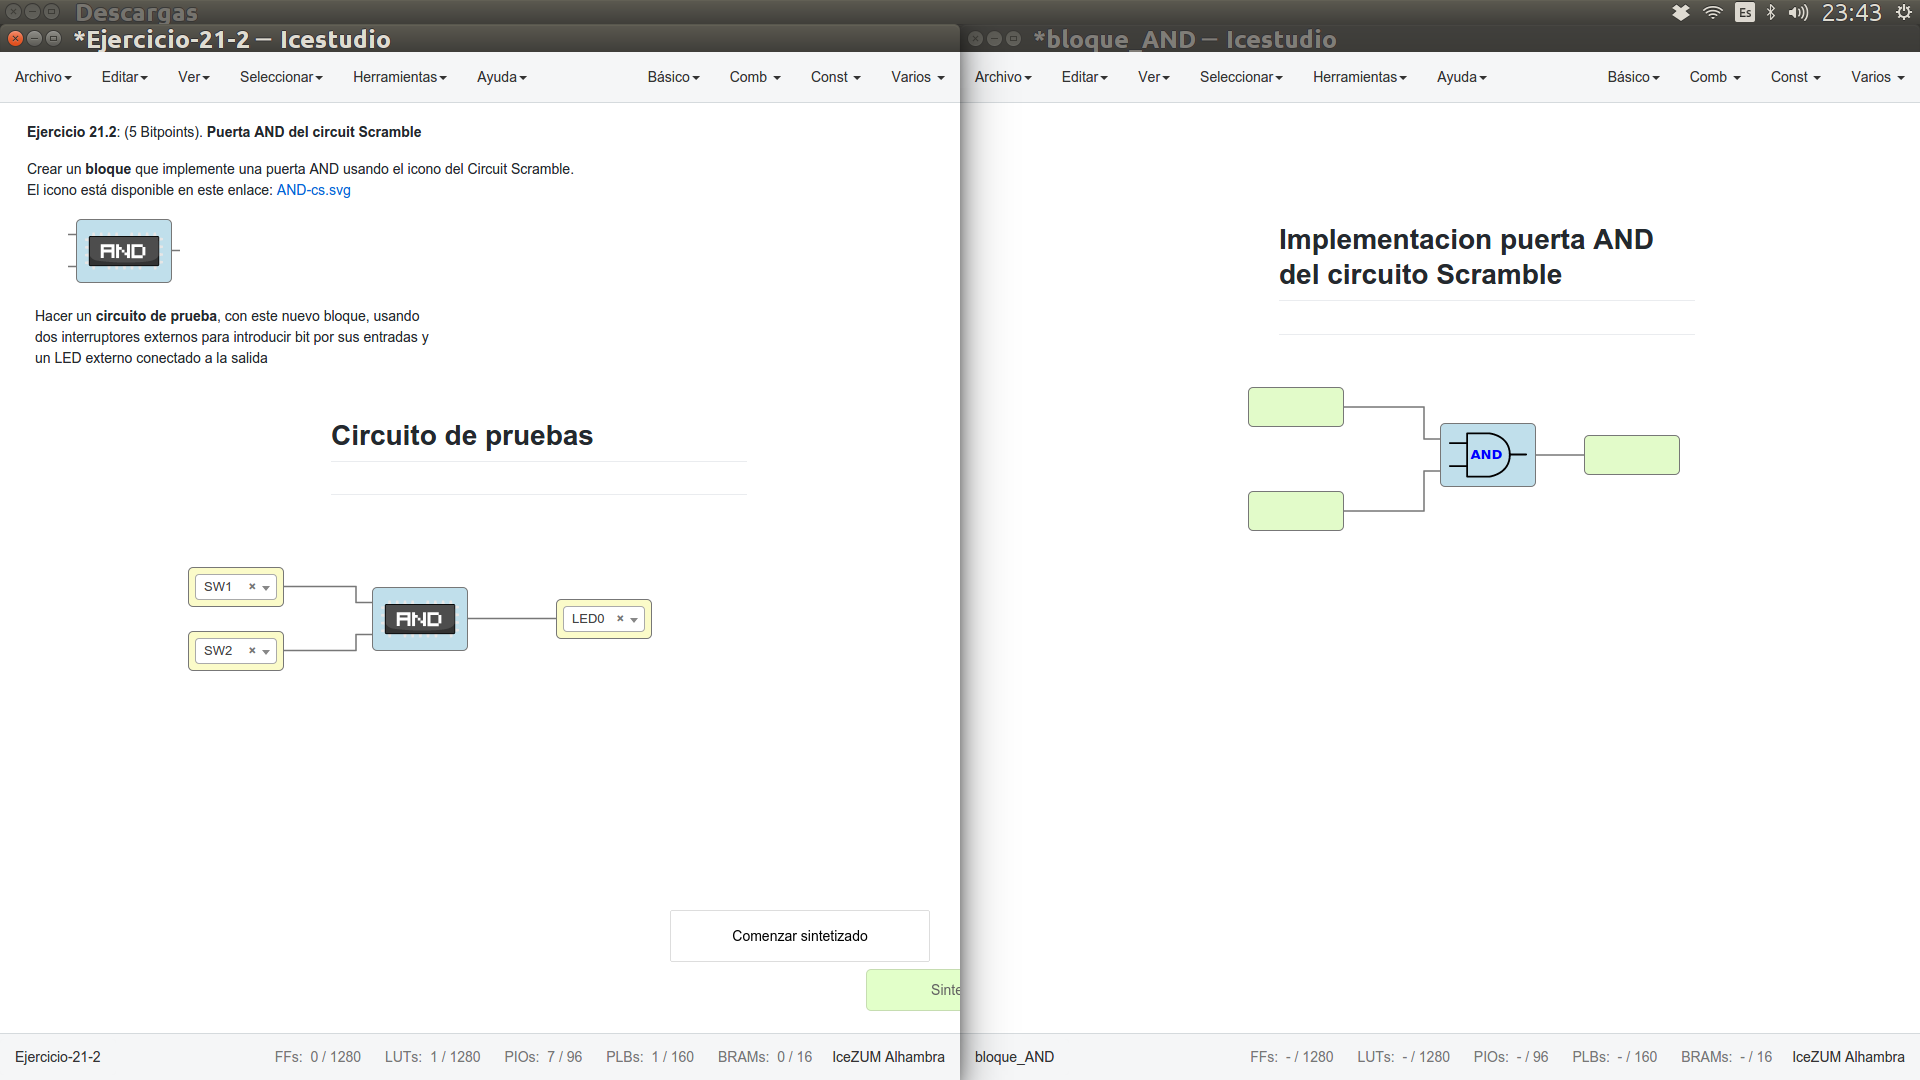 Descargas
Es
23:43
*Ejercicio-21-2 — Icestudio
Archivo
Editar
Ver
Seleccionar
Herramientas
Ayuda
Básico
Comb
Const
Varios
Ejercicio 21.2: (5 Bitpoints). Puerta AND del circuit Scramble
Crear un bloque que implemente una puerta AND usando el icono del Circuit Scramble.
El icono está disponible en este enlace: AND-cs.svg
AND
Hacer un circuito de prueba, con este nuevo bloque, usando
dos interruptores externos para introducir bit por sus entradas y
un LED externo conectado a la salida
Circuito de pruebas
SW1
SW2
AND
LED0
Comenzar sintetizado
Sinte
Ejercicio-21-2
FFs: 0 / 1280
LUTs: 1 / 1280
PIOs: 7 / 96
PLBs: 1 / 160
BRAMs: 0 / 16
IceZUM Alhambra
*bloque_AND — Icestudio
Archivo
Editar
Ver
Seleccionar
Herramientas
Ayuda
Básico
Comb
Const
Varios
Implementacion puerta AND
del circuito Scramble
AND
bloque_AND
FFs: - / 1280
LUTs: - / 1280
PIOs: - / 96
PLBs: - / 160
BRAMs: - / 16
IceZUM Alhambra